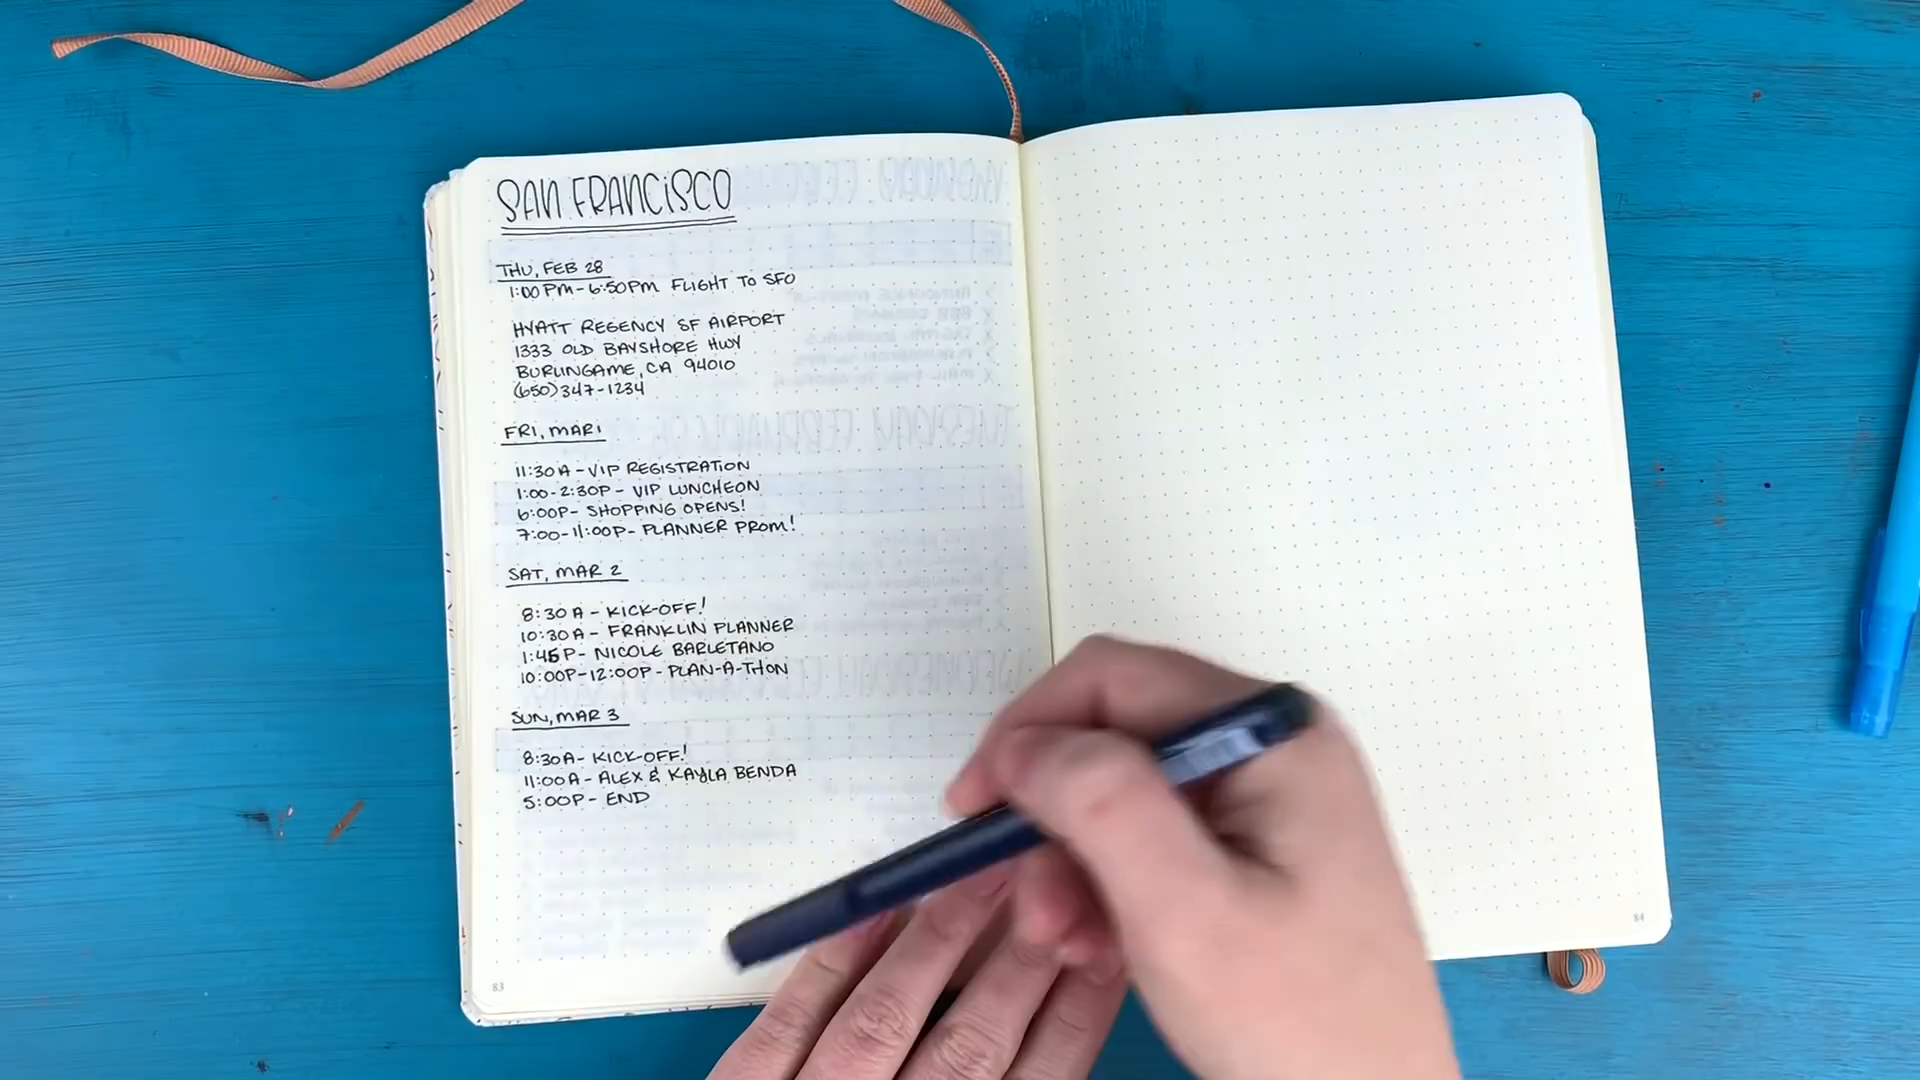 SAN FRANCISCO
THU, FEB 28
1:00PM-6:50PM FLIGHT TO SFO
HYATT REGENCY SF AIRPORT
1333 OLD BAYSHORE HWY
BURLINGAME, CA 94010
(650)347-1234
FRI, MAR 1
11:30A - VIP REGISTRATION
1:00-2:30P - VIP LUNCHEON
6:00P- SHOPPING OPENS!
7:00-11:00P- PLANNER PROM!
SAT, MAR 2
8:30A - KICK-OFF!
10:30A - FRANKLIN PLANNER
1:45P- NICOLE BARLETANO
10:00P-12:00P- PLAN-A-THON
SUN, MAR 3
8:30A- KICK-OFF!
11:00A - ALEX & KAYLA BENDA
5:00P- END
83
84